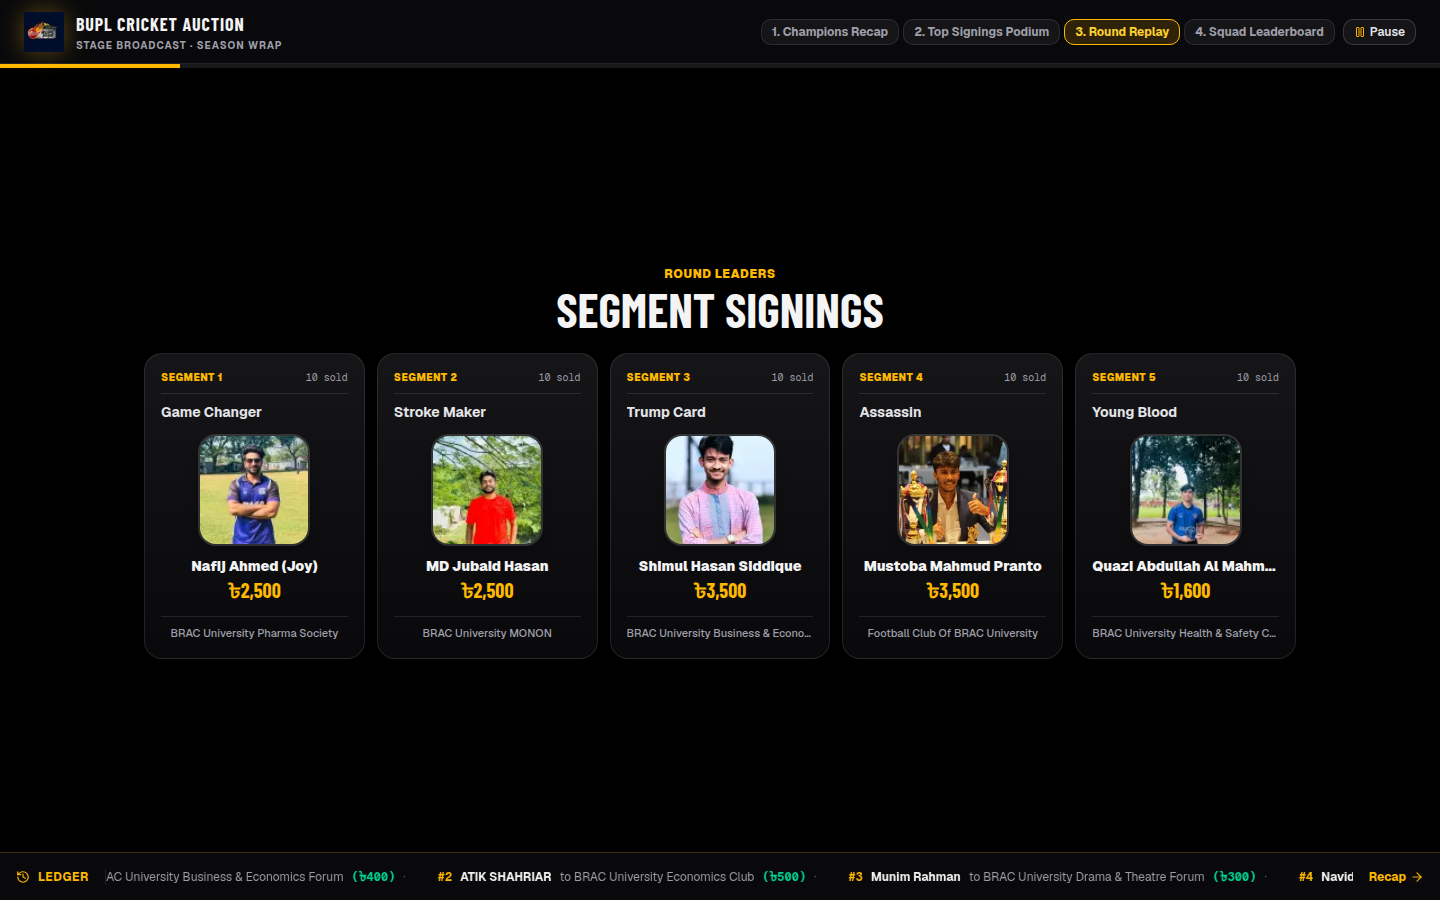 BUPL CRICKET AUCTION
STAGE BROADCAST · SEASON WRAP
1. Champions Recap
2. Top Signings Podium
3. Round Replay
4. Squad Leaderboard
Pause
ROUND LEADERS
SEGMENT SIGNINGS
SEGMENT 1 10 sold
Game Changer
Nafij Ahmed (Joy)
৳2,500
BRAC University Pharma Society
SEGMENT 2 10 sold
Stroke Maker
MD Jubaid Hasan
৳2,500
BRAC University MONON
SEGMENT 3 10 sold
Trump Card
Shimul Hasan Siddique
৳3,500
BRAC University Business & Econo...
SEGMENT 4 10 sold
Assassin
Mustoba Mahmud Pranto
৳3,500
Football Club Of BRAC University
SEGMENT 5 10 sold
Young Blood
Quazi Abdullah Al Mahm...
৳1,600
BRAC University Health & Safety C...
LEDGER AC University Business & Economics Forum (৳400) · #2 ATIK SHAHRIAR to BRAC University Economics Club (৳500) · #3 Munim Rahman to BRAC University Drama & Theatre Forum (৳300) · #4 Navid Recap →